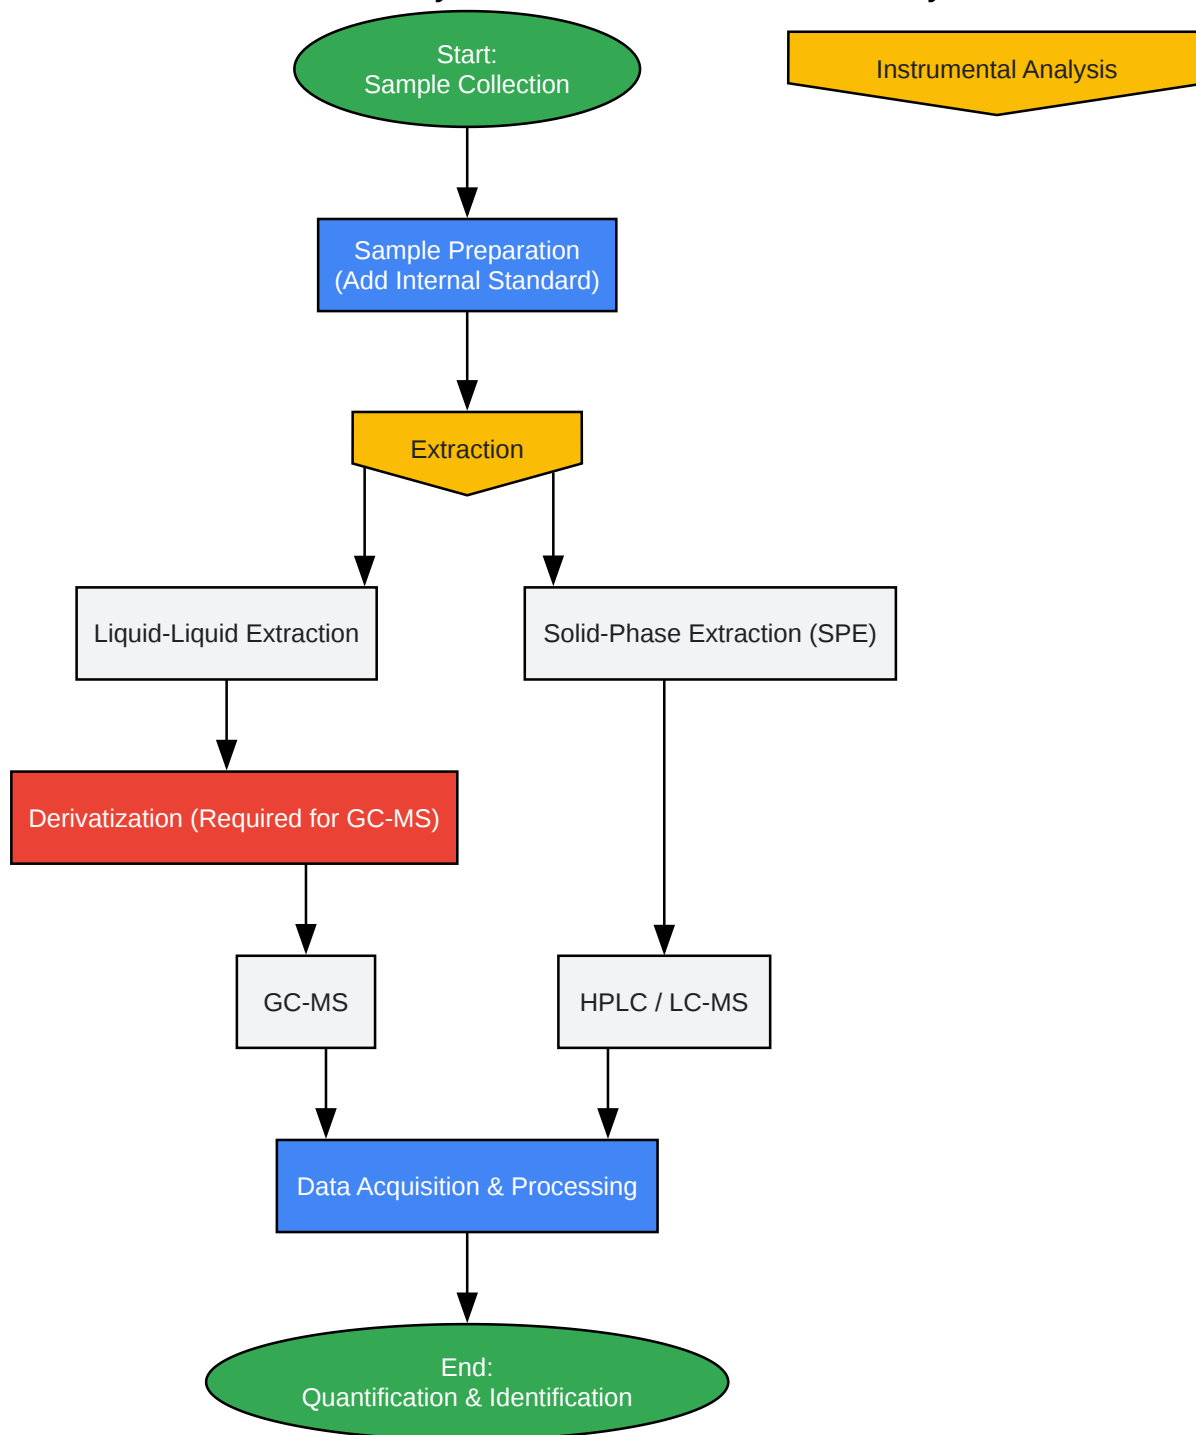 Start:
Sample Collection
Instrumental Analysis
Sample Preparation
(Add Internal Standard)
Extraction
Liquid-Liquid Extraction
Solid-Phase Extraction (SPE)
Derivatization (Required for GC-MS)
GC-MS
HPLC / LC-MS
Data Acquisition & Processing
End:
Quantification & Identification